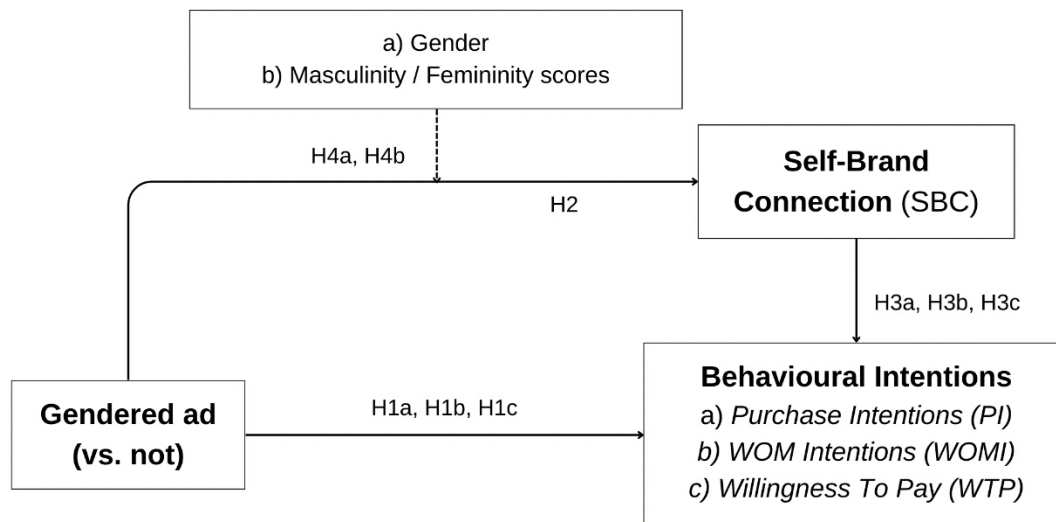 a) Gender
b) Masculinity / Femininity scores
H4a, H4b
H2
Self-Brand
Connection (SBC)
H3a, H3b, H3c
Gendered ad
(vs. not)
H1a, H1b, H1c
Behavioural Intentions
a) Purchase Intentions (PI)
b) WOM Intentions (WOMI)
c) Willingness To Pay (WTP)